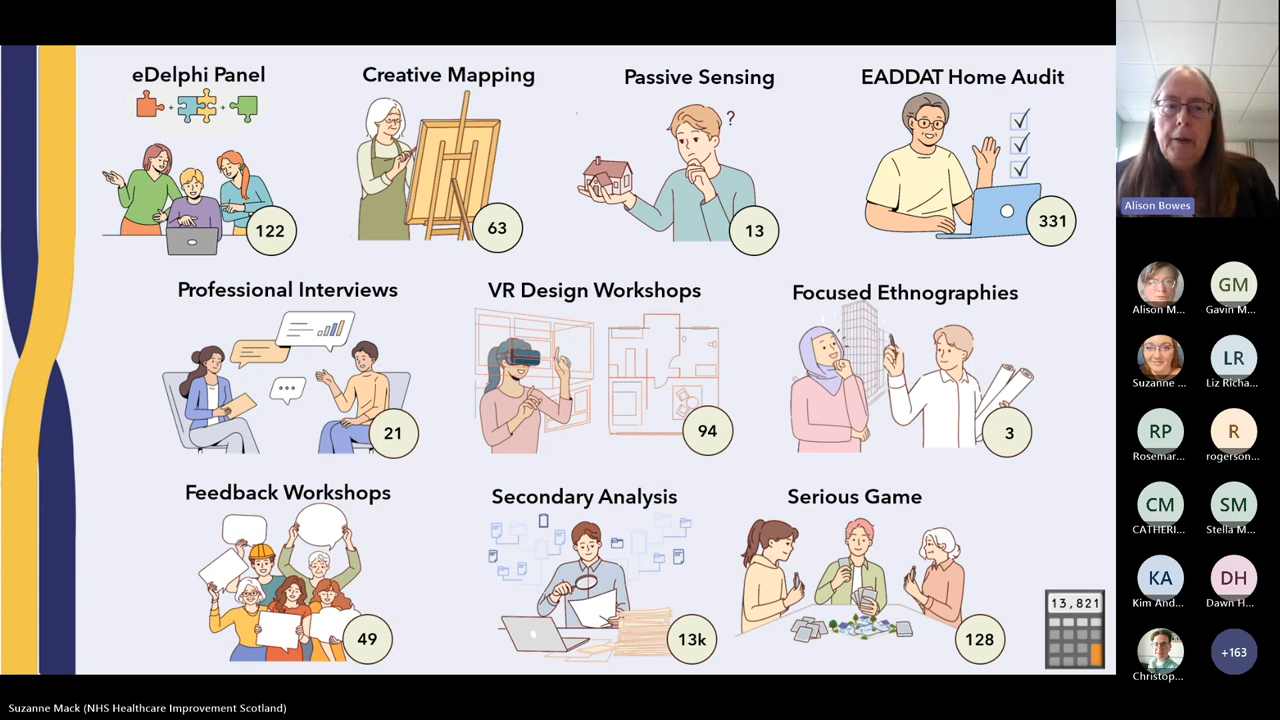 eDelphi Panel
122
Creative Mapping
63
Passive Sensing
?
13
EADDAT Home Audit
331
Professional Interviews
21
VR Design Workshops
94
Focused Ethnographies
3
Feedback Workshops
49
Secondary Analysis
13k
Serious Game
128
13,821
Alison Bowes
Alison M...
GM
Gavin M...
Suzanne ...
LR
Liz Richa...
RP
Rosemar...
R
rogerson...
CM
CATHERI...
SM
Stella M...
KA
Kim And...
DH
Dawn H...
Christop...
+163
Suzanne Mack (NHS Healthcare Improvement Scotland)